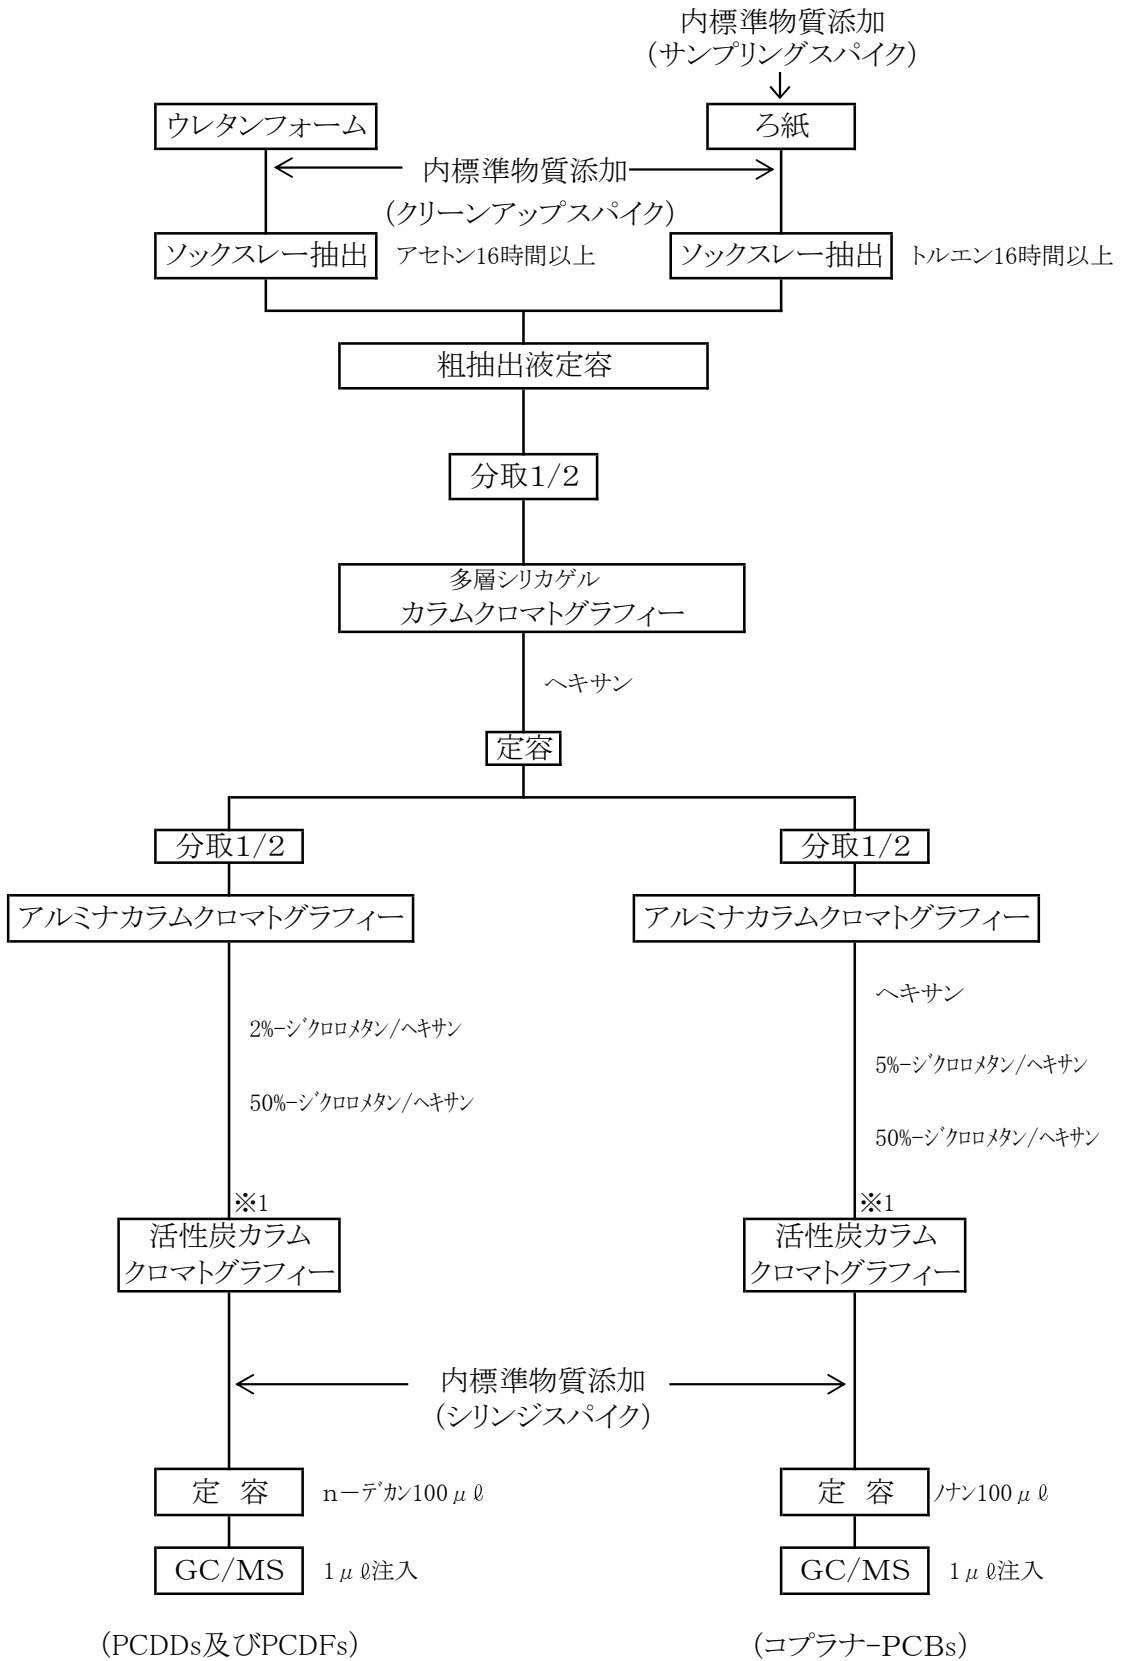 内標準物質添加
(サンプリングスパイク)
ウレタンフォーム
ろ紙
内標準物質添加
(クリーンアップスパイク)
ソックスレー抽出
アセトン16時間以上
ソックスレー抽出
トルエン16時間以上
粗抽出液定容
分取1/2
多層シリカゲル
カラムクロマトグラフィー
ヘキサン
定容
分取1/2
分取1/2
アルミナカラムクロマトグラフィー
アルミナカラムクロマトグラフィー
ヘキサン
2%-ジクロロメタン/ヘキサン
5%-ジクロロメタン/ヘキサン
50%-ジクロロメタン/ヘキサン
50%-ジクロロメタン/ヘキサン
※1
※1
活性炭カラム
クロマトグラフィー
活性炭カラム
クロマトグラフィー
内標準物質添加
(シリンジスパイク)
定 容
n-デカン100μℓ
定 容
ノナン100μℓ
GC/MS
1μℓ注入
GC/MS
1μℓ注入
(PCDDs及びPCDFs)
(コプラナ-PCBs)